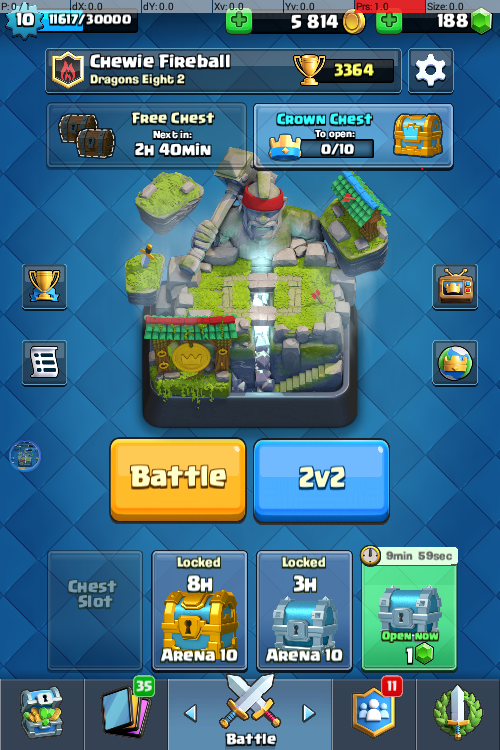 P: 0 / 1 dX: 0.0 dY: 0.0 Xv: 0.0 Yv: 0.0 Prs: 1.0 Size: 0.0
10 11617/30000 5 814 188
Chewie Fireball
Dragons Eight 2
3364
Free Chest
Next in:
2h 40min
Crown Chest
To open:
0/10
Battle
2v2
Chest
Slot
Locked
8h
Arena 10
Locked
3h
Arena 10
9min 59sec
Open now
1
35
11
Battle